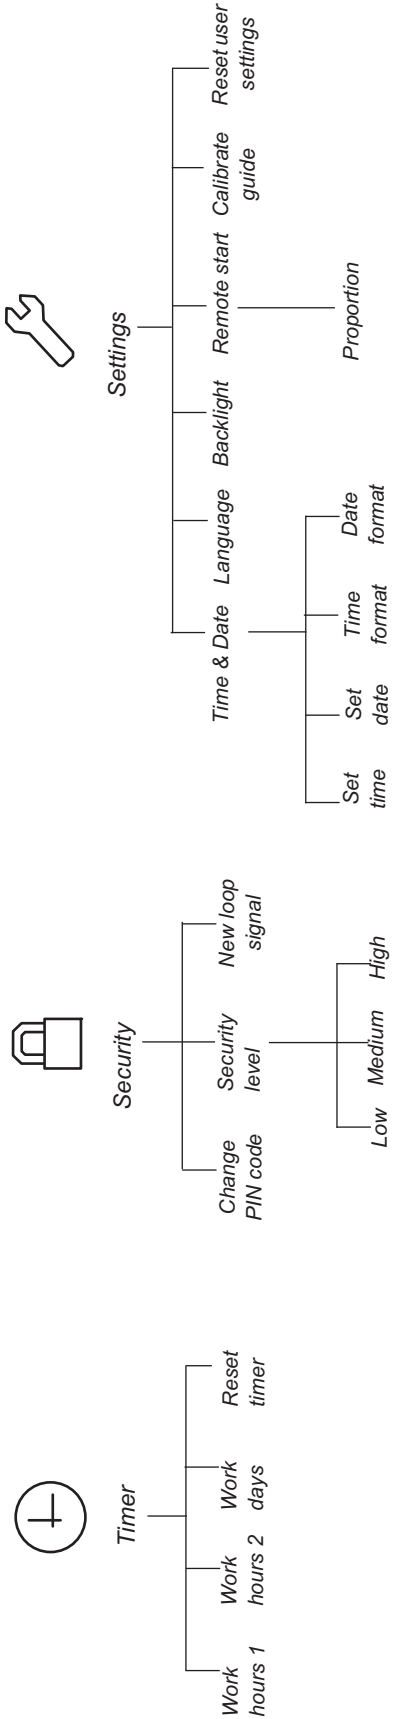 Timer
Work
hours 1
Work
hours 2
Work
days
Reset
timer
Security
Change
PIN code
Security
level
New loop
signal
Low
Medium
High
Settings
Time & Date
Language
Backlight
Remote start
Calibrate
guide
Reset user
settings
Set
time
Set
date
Time
format
Date
format
Proportion